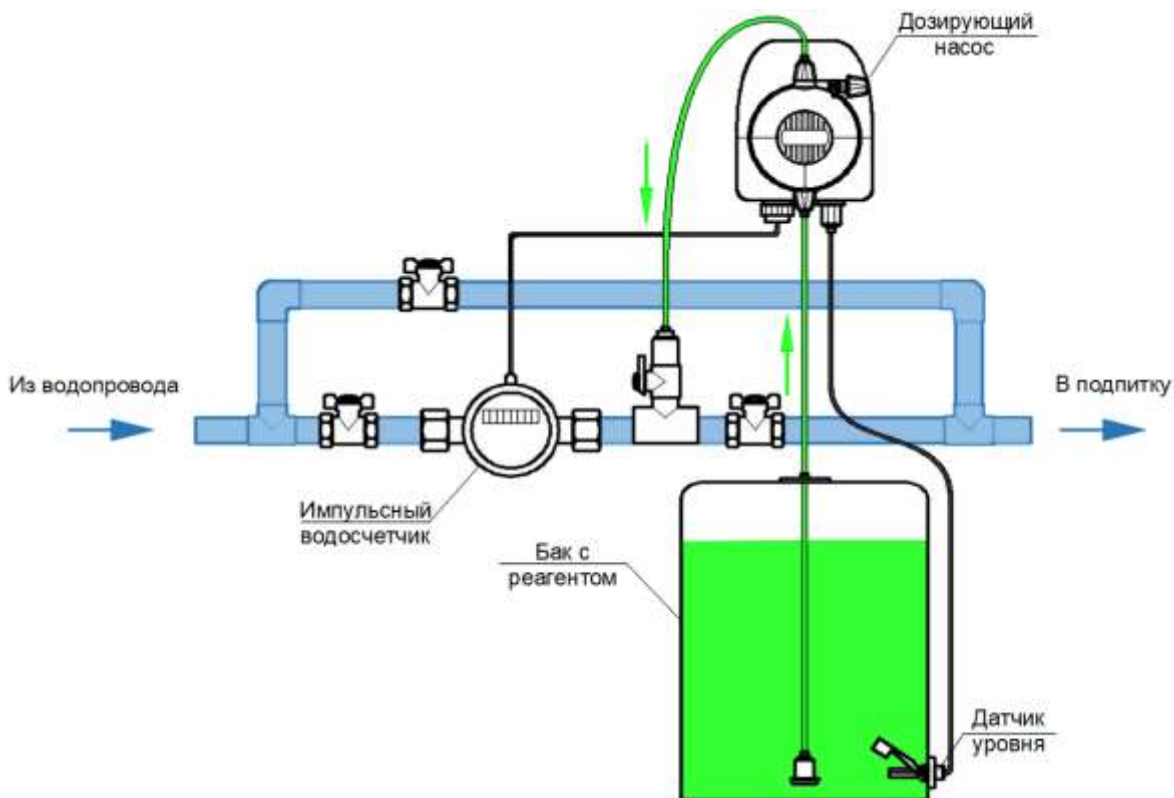 Дозирующий
насос
Из водопровода
В подпитку
Импульсный
водосчетчик
Бак с
реагентом
Датчик
уровня